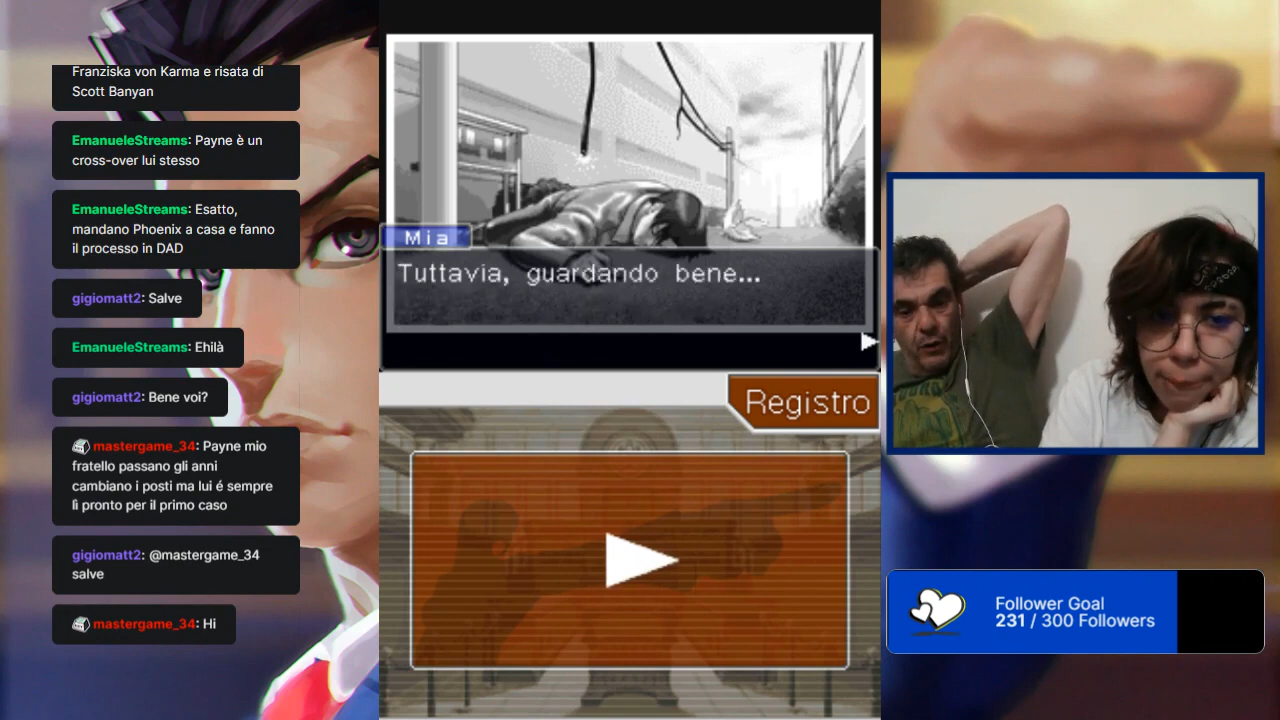 Franziska von Karma e risata di
Scott Banyan
EmanueleStreams: Payne è un
cross-over lui stesso
EmanueleStreams: Esatto,
mandano Phoenix a casa e fanno
il processo in DAD
gigiomatt2: Salve
EmanueleStreams: Ehilà
gigiomatt2: Bene voi?
mastergame_34: Payne mio
fratello passano gli anni
cambiano i posti ma lui é sempre
lì pronto per il primo caso
gigiomatt2: @mastergame_34
salve
mastergame_34: Hi
Mia
Tuttavia, guardando bene...
Registro
Follower Goal
231 / 300 Followers